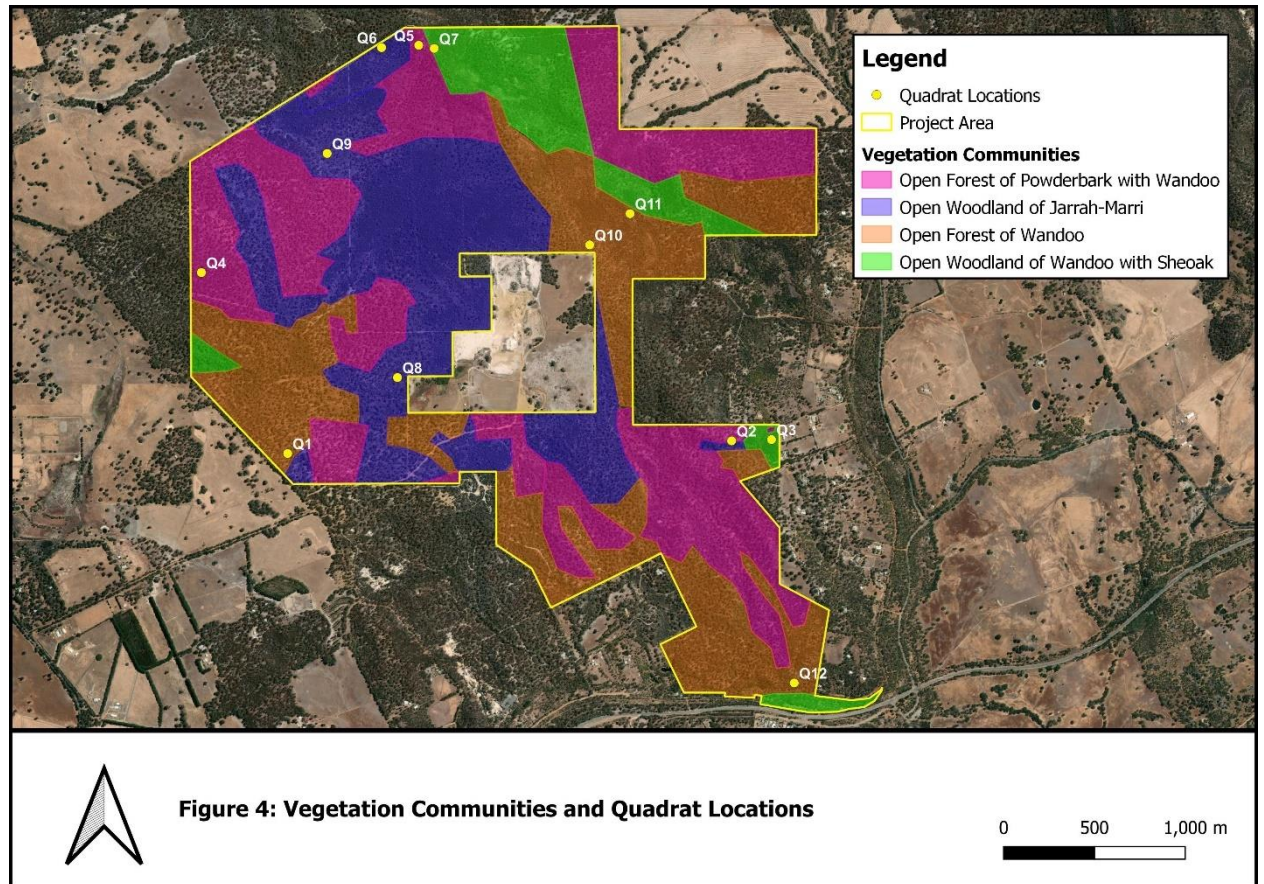 Q6
Q5
Q7
Q9
Q11
Q10
Q4
Q8
Q1
Q2
Q3
Q12
Legend
Quadrat Locations
Project Area
Vegetation Communities
Open Forest of Powderbark with Wandoo
Open Woodland of Jarrah-Marri
Open Forest of Wandoo
Open Woodland of Wandoo with Sheoak
Figure 4: Vegetation Communities and Quadrat Locations
0 500 1,000 m